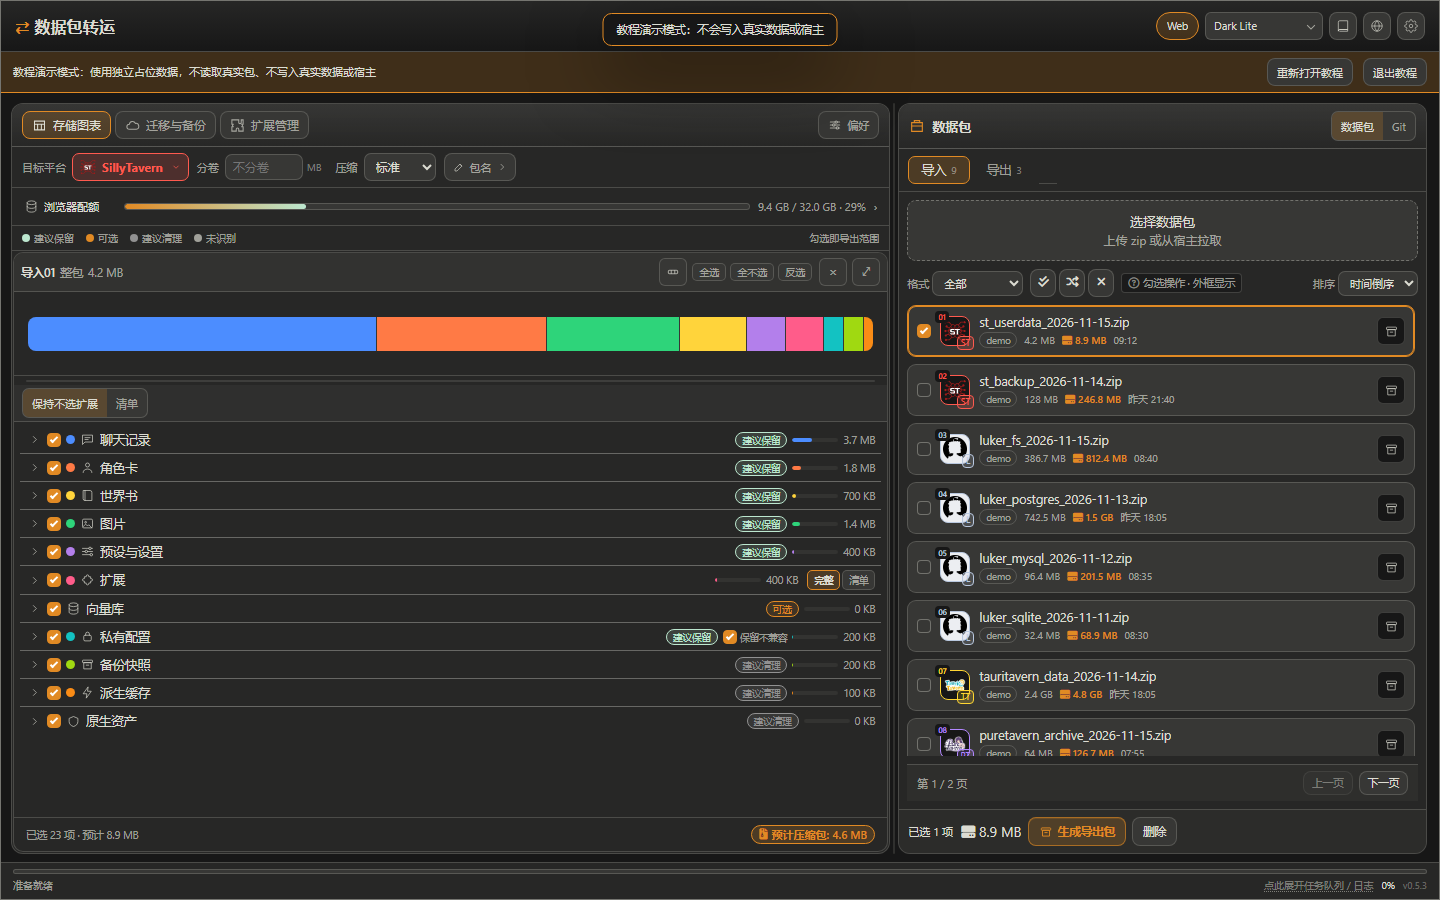 数据包转运
教程演示模式：不会写入真实数据或宿主
Web
Dark Lite
教程演示模式：使用独立占位数据，不读取真实包、不写入真实数据或宿主
重新打开教程
退出教程
存储图表
迁移与备份
扩展管理
偏好
目标平台
ST SillyTavern
分卷
不分卷
MB
压缩
标准
包名
浏览器配额
9.4 GB / 32.0 GB · 29%
建议保留
可选
建议清理
未识别
勾选即导出范围
导入01 整包 4.2 MB
全选
全不选
反选
保持不选扩展
清单
聊天记录 建议保留 3.7 MB
角色卡 建议保留 1.8 MB
世界书 建议保留 700 KB
图片 建议保留 1.4 MB
预设与设置 建议保留 400 KB
扩展 400 KB 完整 清单
向量库 可选 0 KB
私有配置 建议保留 保留不兼容 200 KB
备份快照 建议清理 200 KB
派生缓存 建议清理 100 KB
原生资产 建议清理 0 KB
已选 23 项 · 预计 8.9 MB
预计压缩包: 4.6 MB
数据包
数据包
Git
导入 9
导出 3
选择数据包
上传 zip 或从宿主拉取
格式
全部
勾选操作 · 外框显示
排序
时间倒序
01 ST ST
st_userdata_2026-11-15.zip
demo 4.2 MB 8.9 MB 09:12
02 ST ST
st_backup_2026-11-14.zip
demo 128 MB 246.8 MB 昨天 21:40
03
luker_fs_2026-11-15.zip
demo 386.7 MB 812.4 MB 08:40
04
luker_postgres_2026-11-13.zip
demo 742.5 MB 1.5 GB 昨天 18:05
05
luker_mysql_2026-11-12.zip
demo 96.4 MB 201.5 MB 08:35
06
luker_sqlite_2026-11-11.zip
demo 32.4 MB 68.9 MB 08:30
07 TT
tauritavern_data_2026-11-14.zip
demo 2.4 GB 4.8 GB 昨天 18:05
08
puretavern_archive_2026-11-15.zip
demo 64 MB 126.7 MB 07:55
第 1 / 2 页
上一页
下一页
已选 1 项
8.9 MB
生成导出包
删除
准备就绪
点此展开任务队列 / 日志
0%
v0.5.3